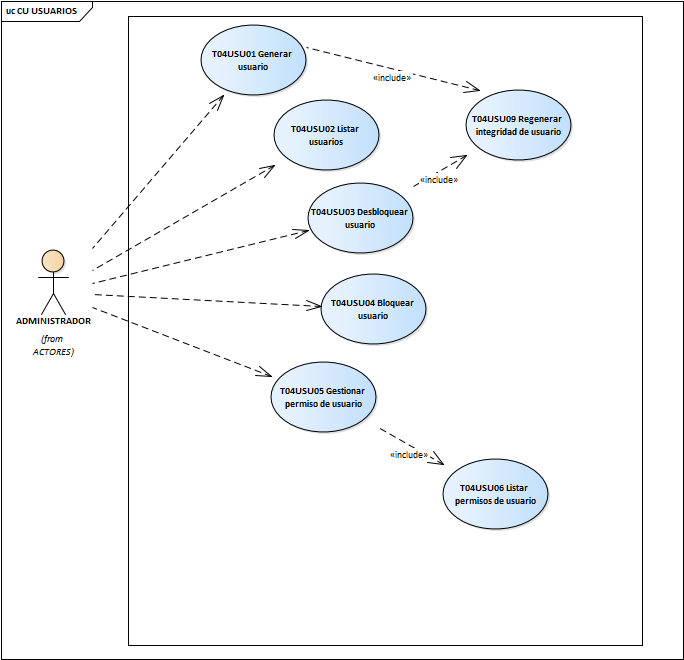 uc CU USUARIOS
T04USU01 Generar
usuario
«include»
T04USU09 Regenerar
integridad de usuario
T04USU02 Listar
usuarios
«include»
T04USU03 Desbloquear
usuario
T04USU04 Bloquear
usuario
ADMINISTRADOR
(from
ACTORES)
T04USU05 Gestionar
permiso de usuario
«include»
T04USU06 Listar
permisos de usuario